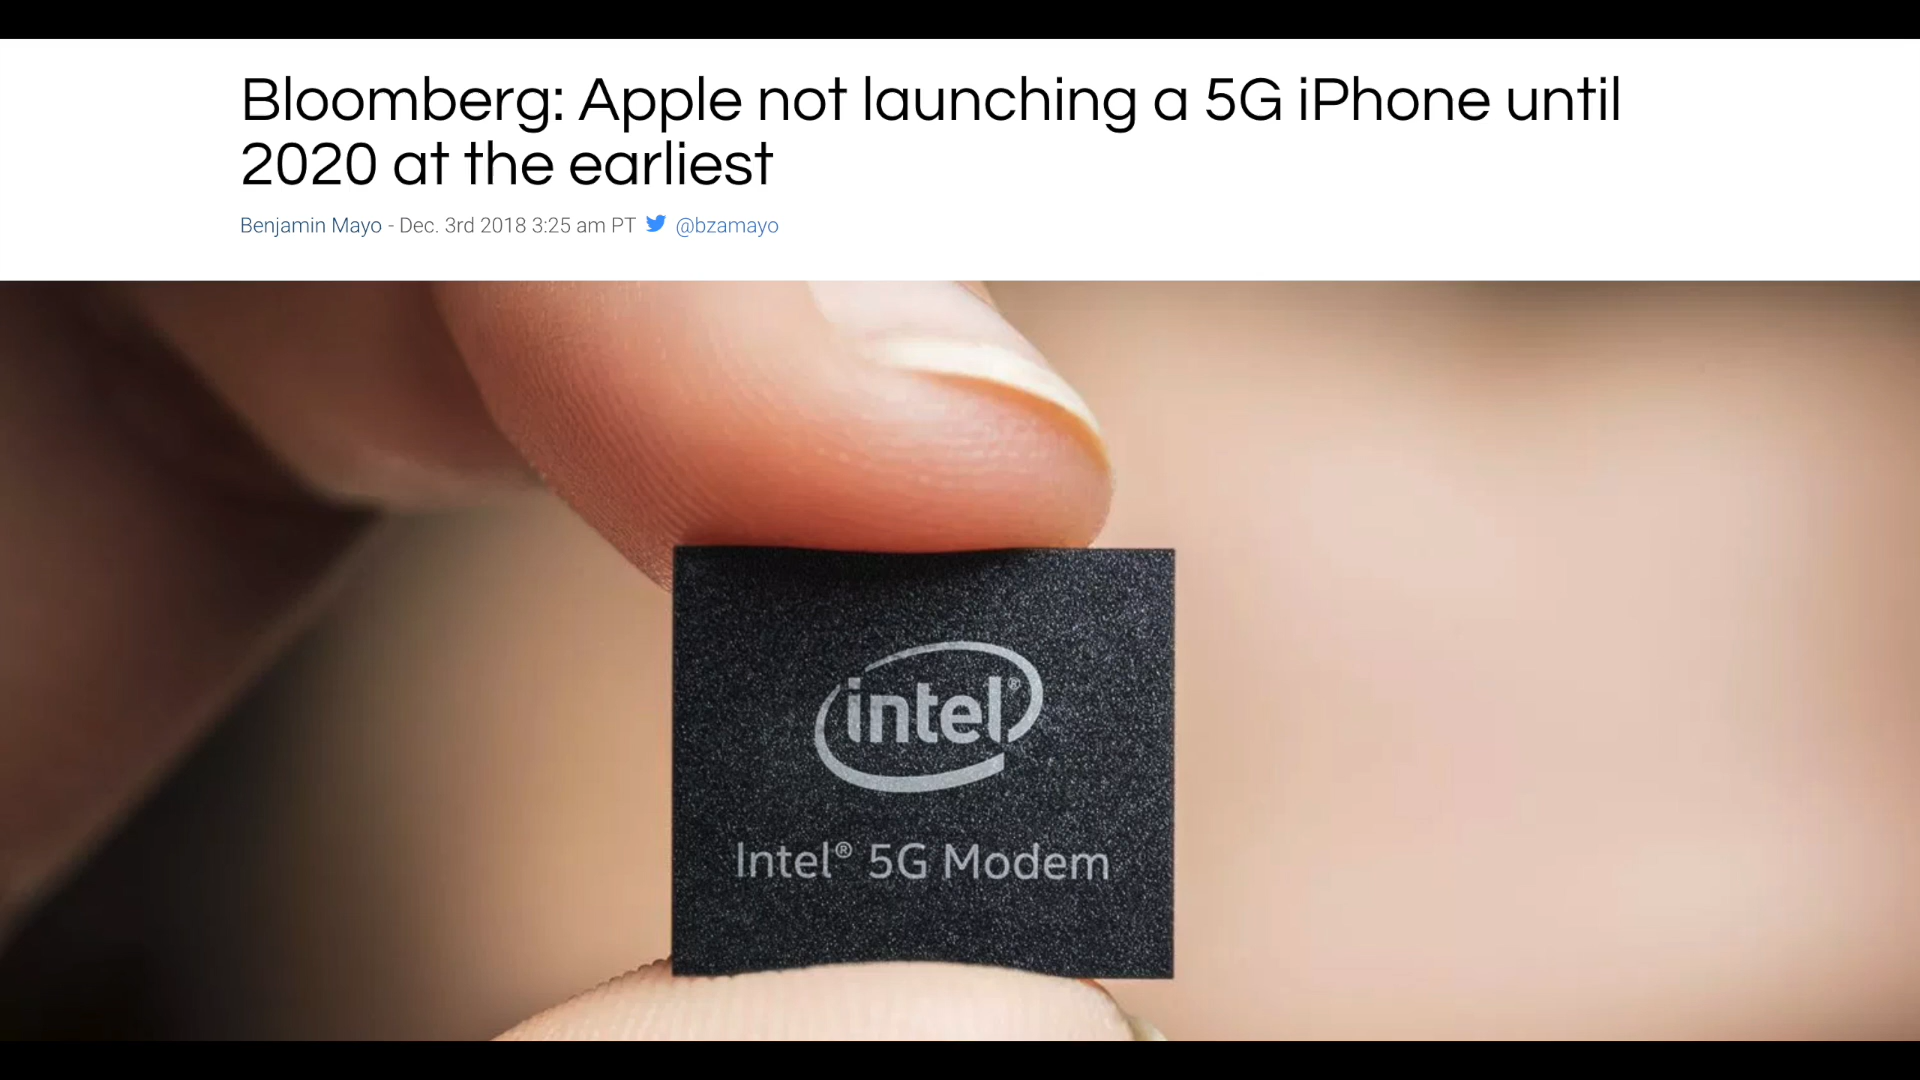 Bloomberg: Apple not launching a 5G iPhone until
2020 at the earliest
Benjamin Mayo - Dec. 3rd 2018 3:25 am PT @bzamayo
intel®
Intel® 5G Modem